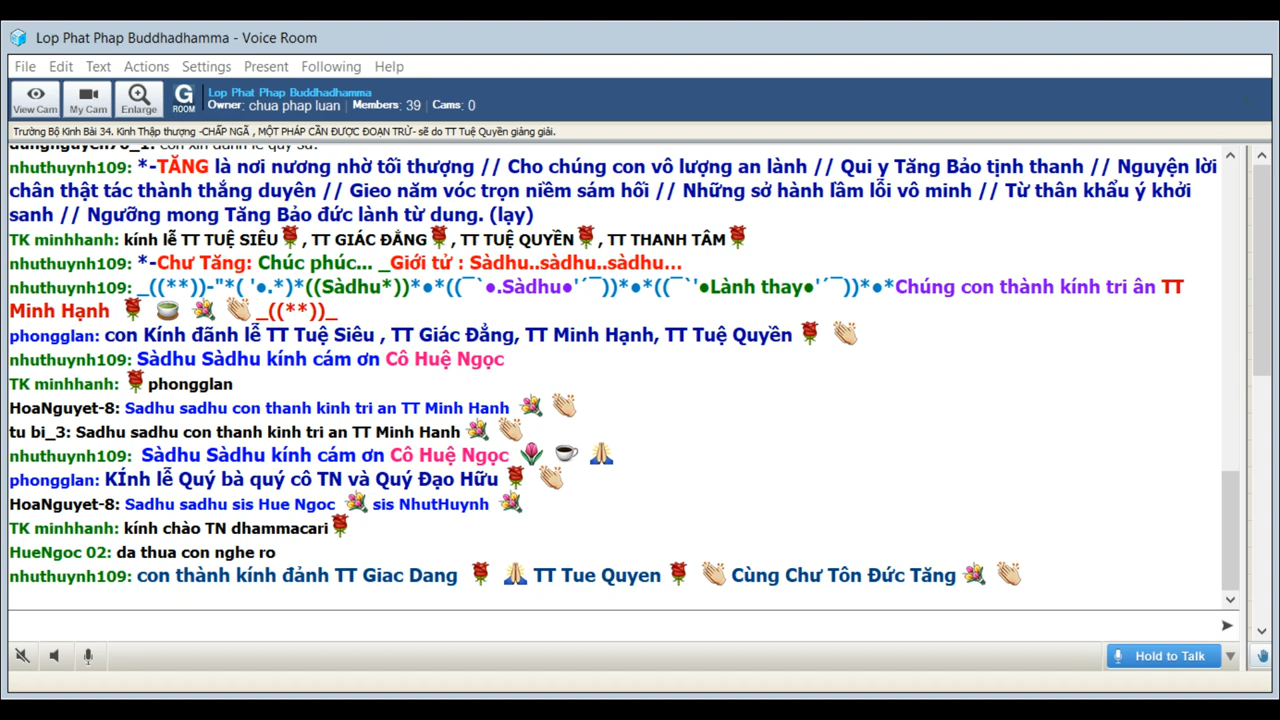 Lop Phat Phap Buddhadhamma - Voice Room
File Edit Text Actions Settings Present Following Help
View Cam My Cam Enlarge G ROOM Lop Phat Phap Buddhadhamma
Owner: chua phap luan Members: 39 Cams: 0
Trường Bộ Kinh Bài 34. Kinh Thập thượng -CHẤP NGÃ , MỘT PHÁP CẦN ĐƯỢC ĐOẠN TRỪ- sẽ do TT Tuệ Quyền giảng giải.
nhuthuynh109: *-TĂNG là nơi nương nhờ tối thượng // Cho chúng con vô lượng an lành // Qui y Tăng Bảo tịnh thanh // Nguyện lời
chân thật tác thành thắng duyên // Gieo năm vóc trọn niềm sám hối // Những sở hành lầm lỗi vô minh // Từ thân khẩu ý khởi
sanh // Ngưỡng mong Tăng Bảo đức lành từ dung. (lạy)
TK minhhanh: kính lễ TT TUỆ SIÊU, TT GIÁC ĐẲNG, TT TUỆ QUYỀN, TT THANH TÂM
nhuthuynh109: *-Chư Tăng: Chúc phúc... _Giới tử : Sàdhu..sàdhu..sàdhu...
nhuthuynh109: _((**))-"*( '●.*)*((Sàdhu*))*●*((¯`●.Sàdhu●'´¯))*●*((¯`'●Lành thay●'´¯))*●*Chúng con thành kính tri ân TT
Minh Hạnh _((**))_
phongglan: con Kính đãnh lễ TT Tuệ Siêu , TT Giác Đẳng, TT Minh Hạnh, TT Tuệ Quyền
nhuthuynh109: Sàdhu Sàdhu kính cám ơn Cô Huệ Ngọc
TK minhhanh: phongglan
HoaNguyet-8: Sadhu sadhu con thanh kinh tri an TT Minh Hanh
tu bi_3: Sadhu sadhu con thanh kinh tri an TT Minh Hanh
nhuthuynh109: Sàdhu Sàdhu kính cám ơn Cô Huệ Ngọc
phongglan: KÍnh lễ Quý bà quý cô TN và Quý Đạo Hữu
HoaNguyet-8: Sadhu sadhu sis Hue Ngoc sis NhutHuynh
TK minhhanh: kính chào TN dhammacari
HueNgoc 02: da thua con nghe ro
nhuthuynh109: con thành kính đảnh TT Giac Dang TT Tue Quyen Cùng Chư Tôn Đức Tăng
Hold to Talk